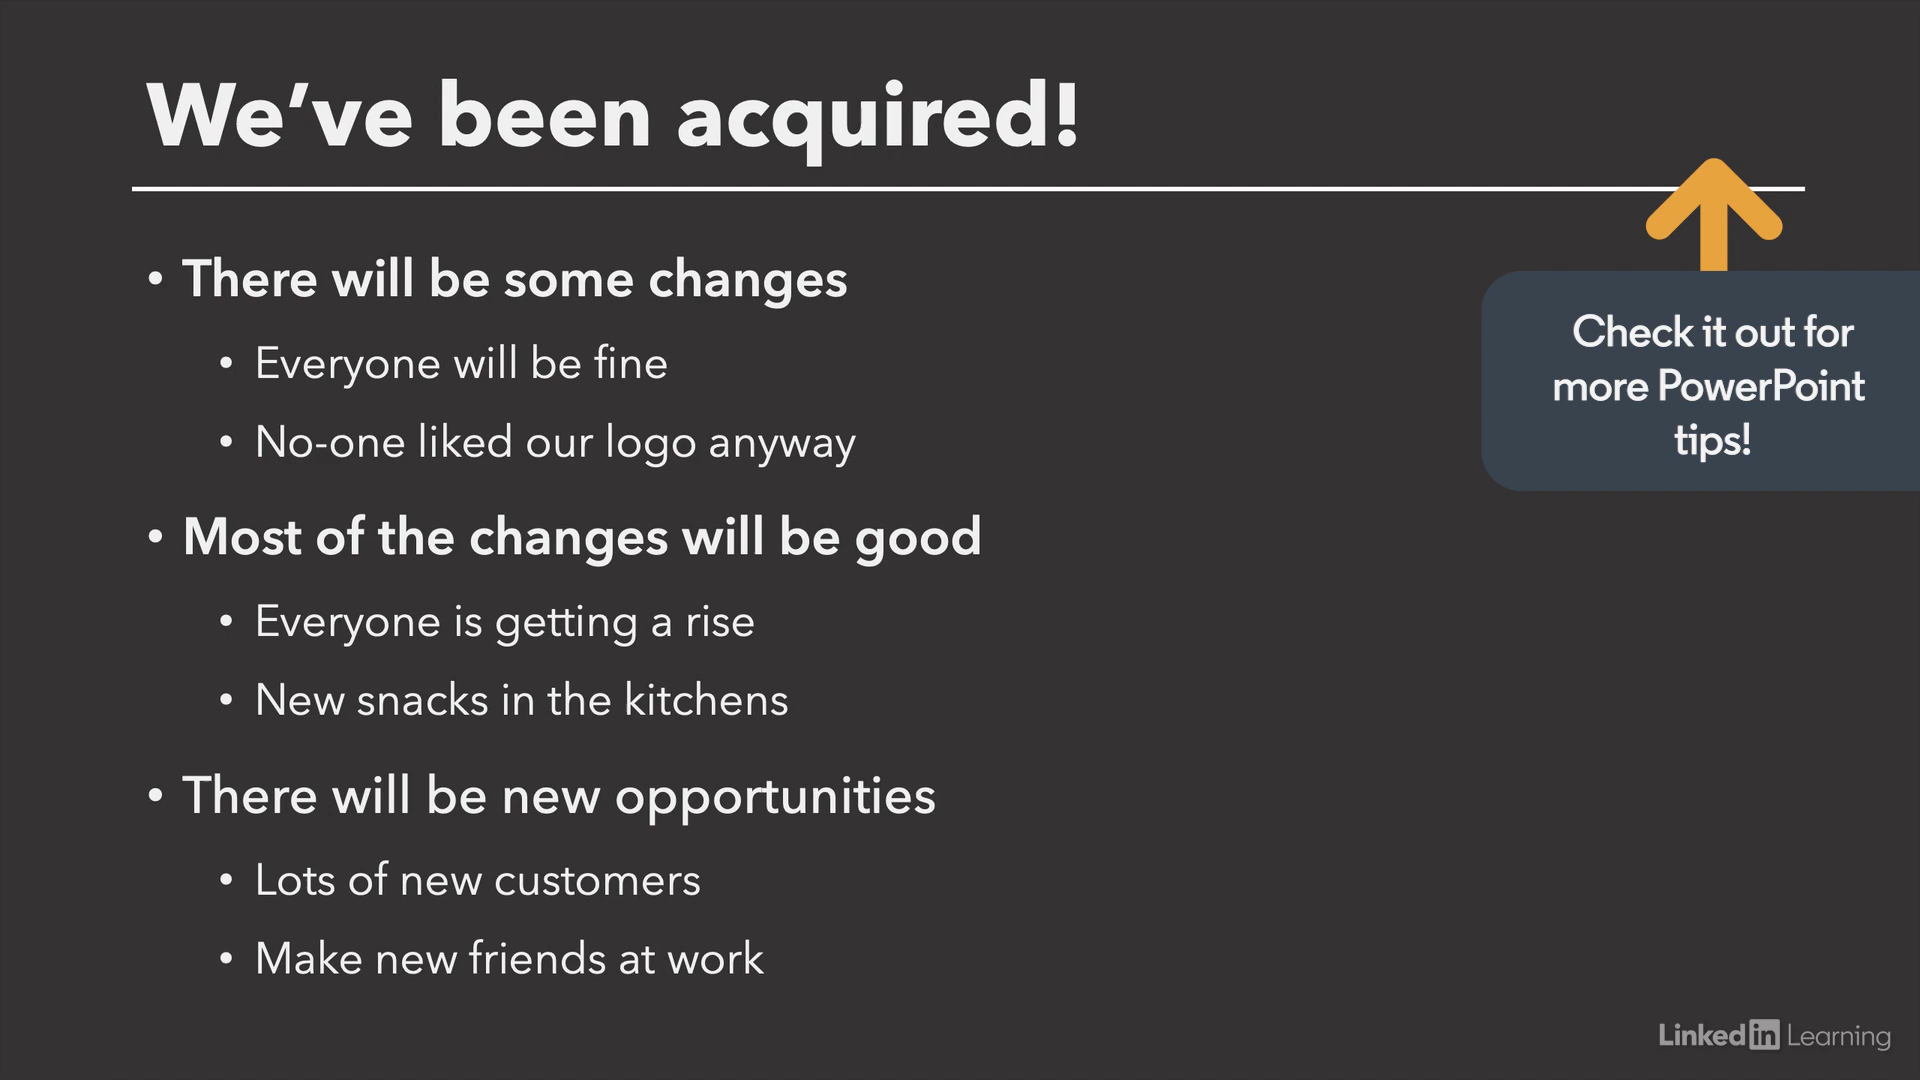 We’ve been acquired!
• There will be some changes
• Everyone will be fine
• No-one liked our logo anyway
• Most of the changes will be good
• Everyone is getting a rise
• New snacks in the kitchens
• There will be new opportunities
• Lots of new customers
• Make new friends at work
Check it out for
more PowerPoint
tips!
Linked in Learning